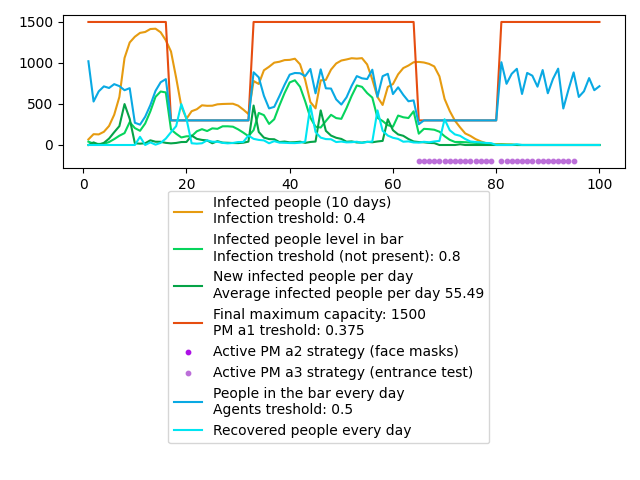 1500
1000
500
0
0
20
40
60
80
100
Infected people (10 days)
Infection treshold: 0.4
Infected people level in bar
Infection treshold (not present): 0.8
New infected people per day
Average infected people per day 55.49
Final maximum capacity: 1500
PM a1 treshold: 0.375
Active PM a2 strategy (face masks)
Active PM a3 strategy (entrance test)
People in the bar every day
Agents treshold: 0.5
Recovered people every day